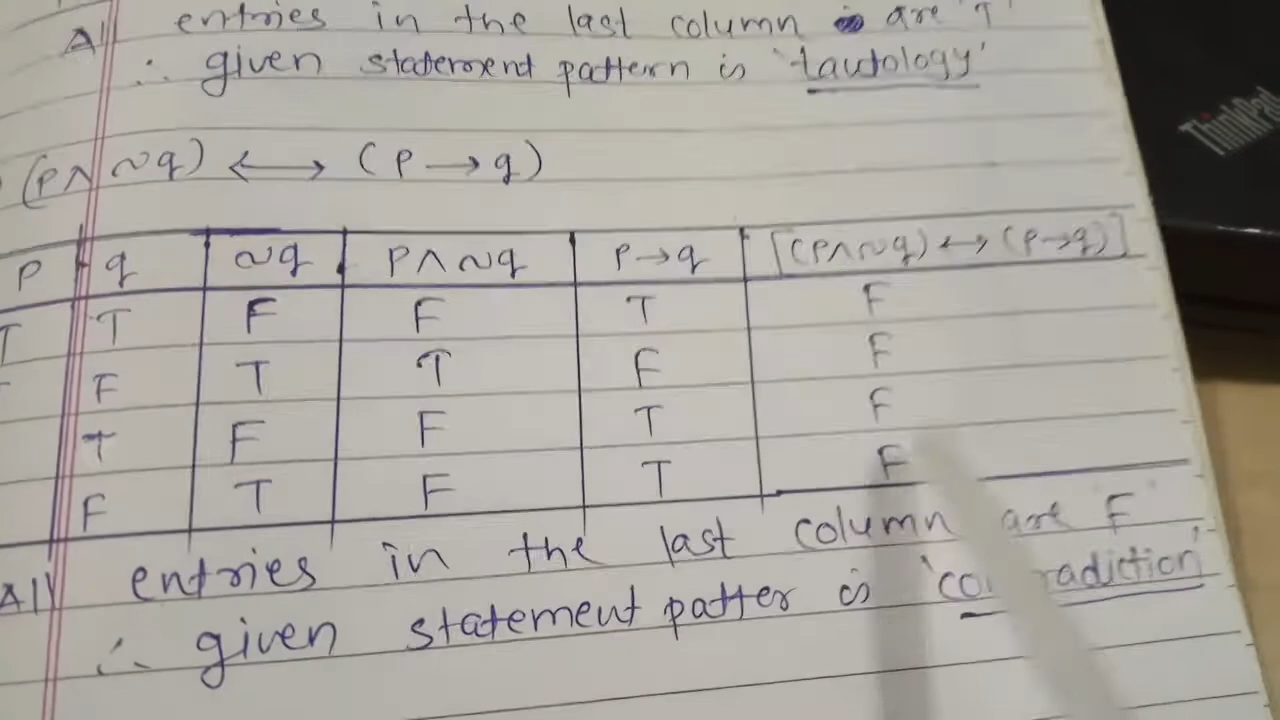 All entries in the last column are 'T'
∴ given statement pattern is 'tautology'
(p∧∼q) ⟷ (p → q)
p q ∼q p∧∼q p→q [(p∧∼q) ↔ (p→q)]
T T F F T F
F T T F F
T F F T F
F T F T F
All entries in the last column are F
∴ given statement patter is
ThinkPad